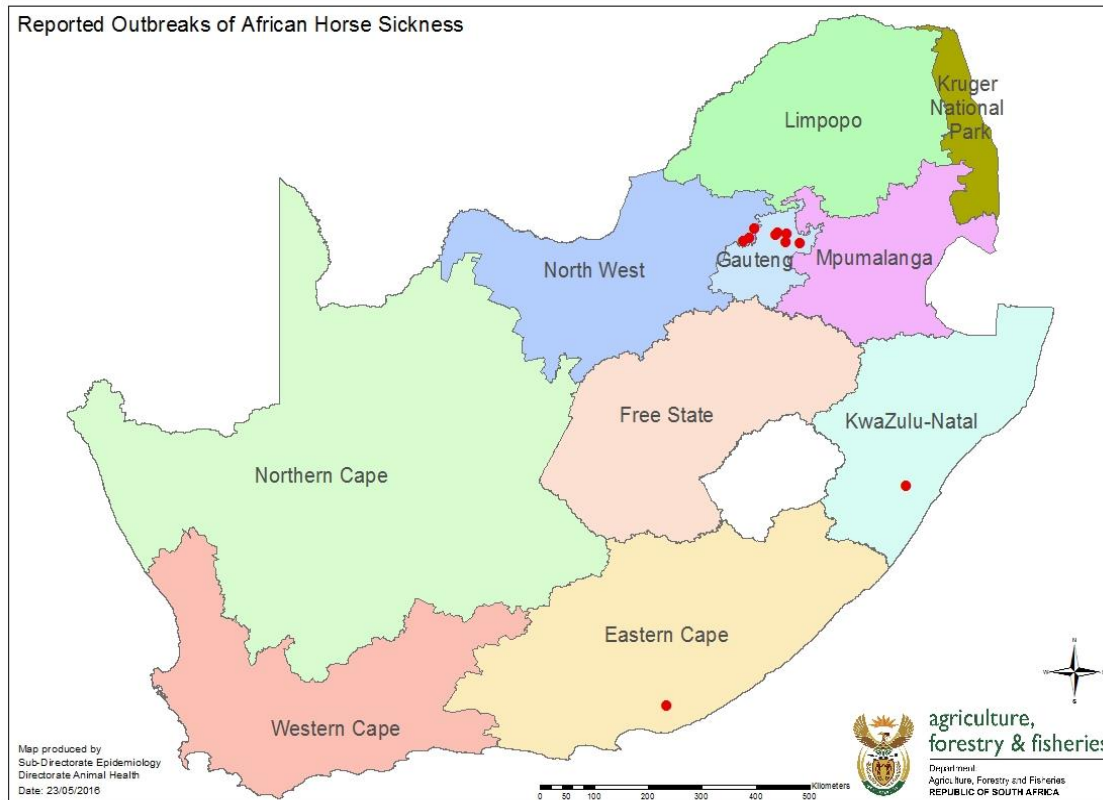 Reported Outbreaks of African Horse Sickness
Kruger
National
Park
Limpopo
North West
Gauteng
Mpumalanga
Free State
KwaZulu-Natal
Northern Cape
Eastern Cape
Western Cape
N
W
Map produced by
Sub-Directorate Epidemiology
Directorate Animal Health
Date: 23/05/2016
Kilometers
0 50 100 200 300 400 500
agriculture,
forestry & fisheries
Department:
Agriculture, Forestry and Fisheries
REPUBLIC OF SOUTH AFRICA